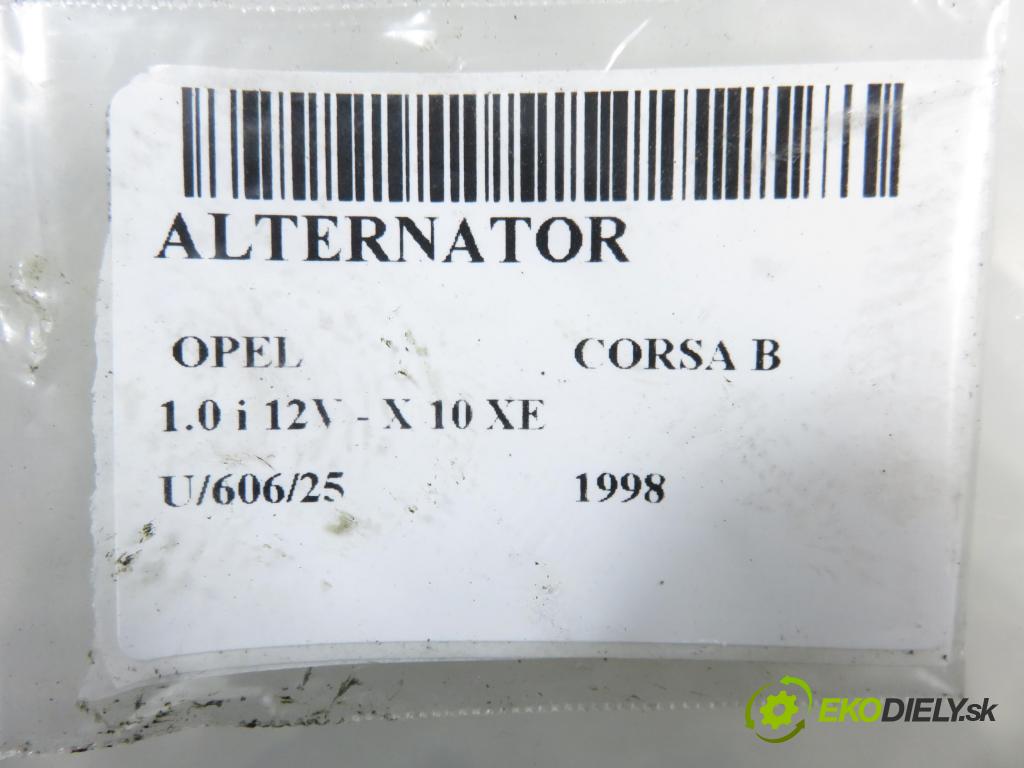 ALTERNATOR
OPEL CORSA B
1.0 i 12V - X 10 XE
U/606/25 1998
EKODIELY.sk